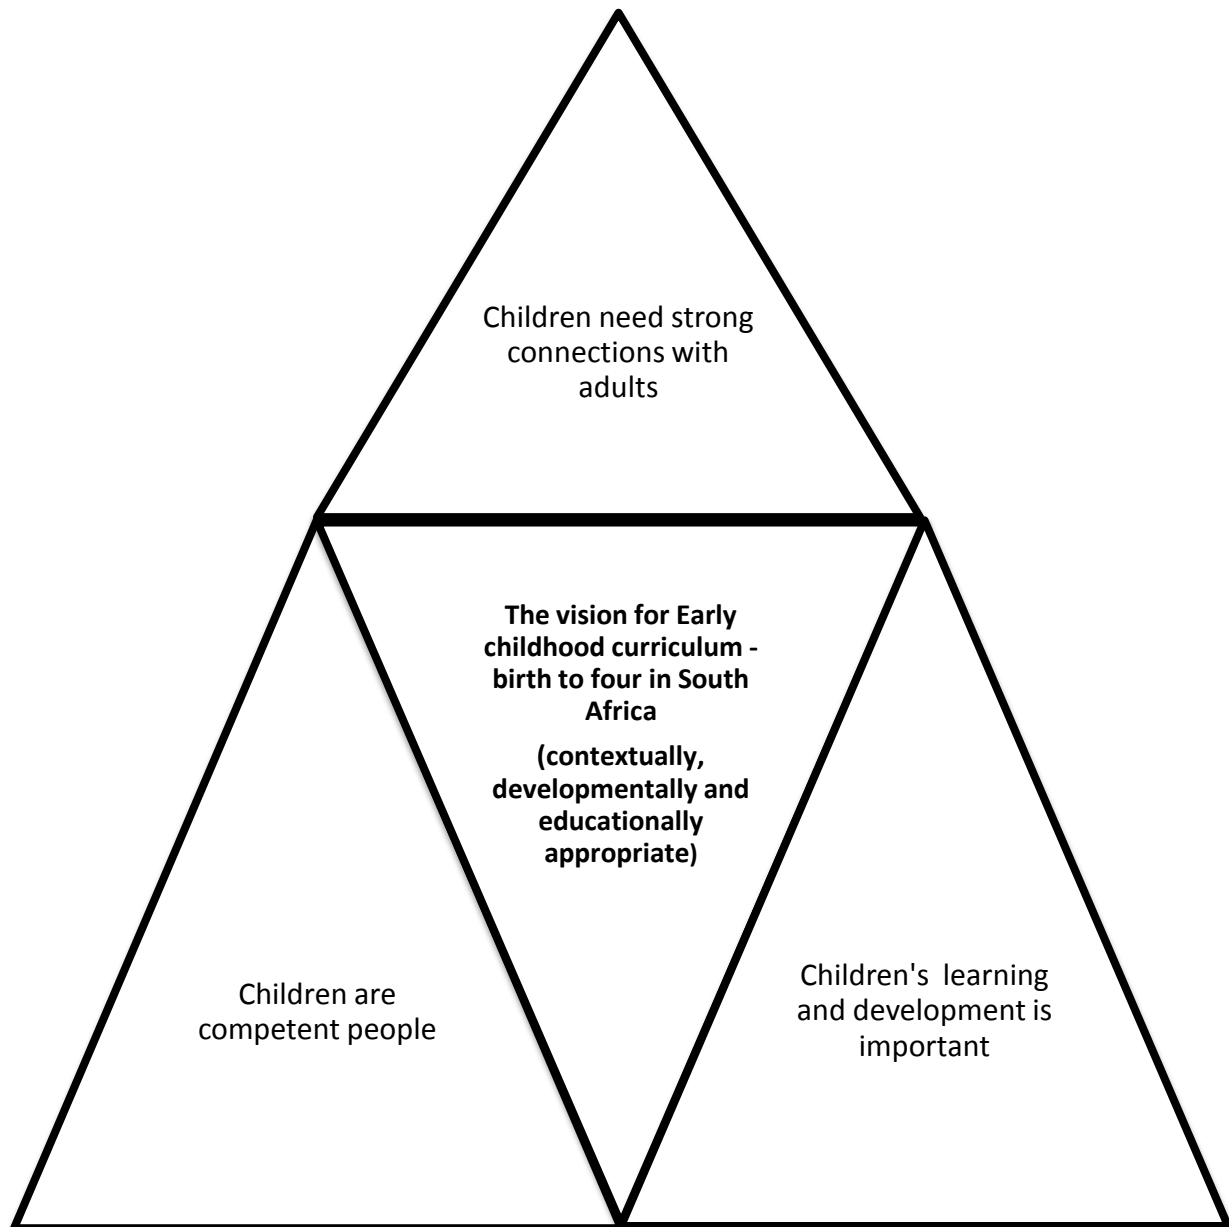 Children need strong
connections with
adults
The vision for Early
childhood curriculum -
birth to four in South
Africa
(contextually,
developmentally and
educationally
appropriate)
Children are
competent people
Children's  learning
and development is
important